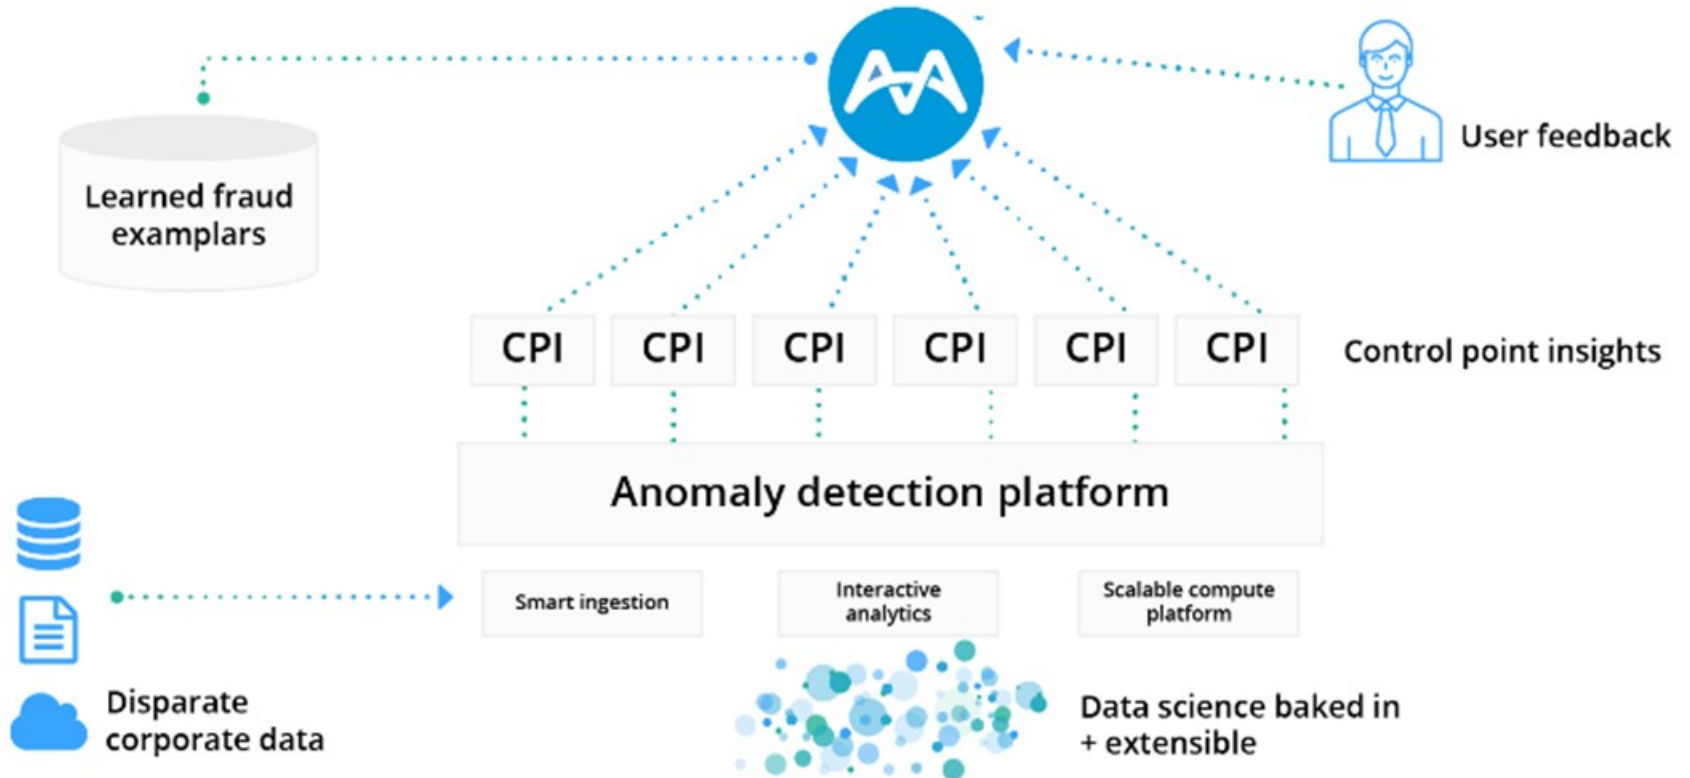 User feedback
Learned fraud
examplars
CPI CPI CPI CPI CPI CPI
Control point insights
Anomaly detection platform
Smart ingestion
Interactive
analytics
Scalable compute
platform
Disparate
corporate data
Data science baked in
+ extensible